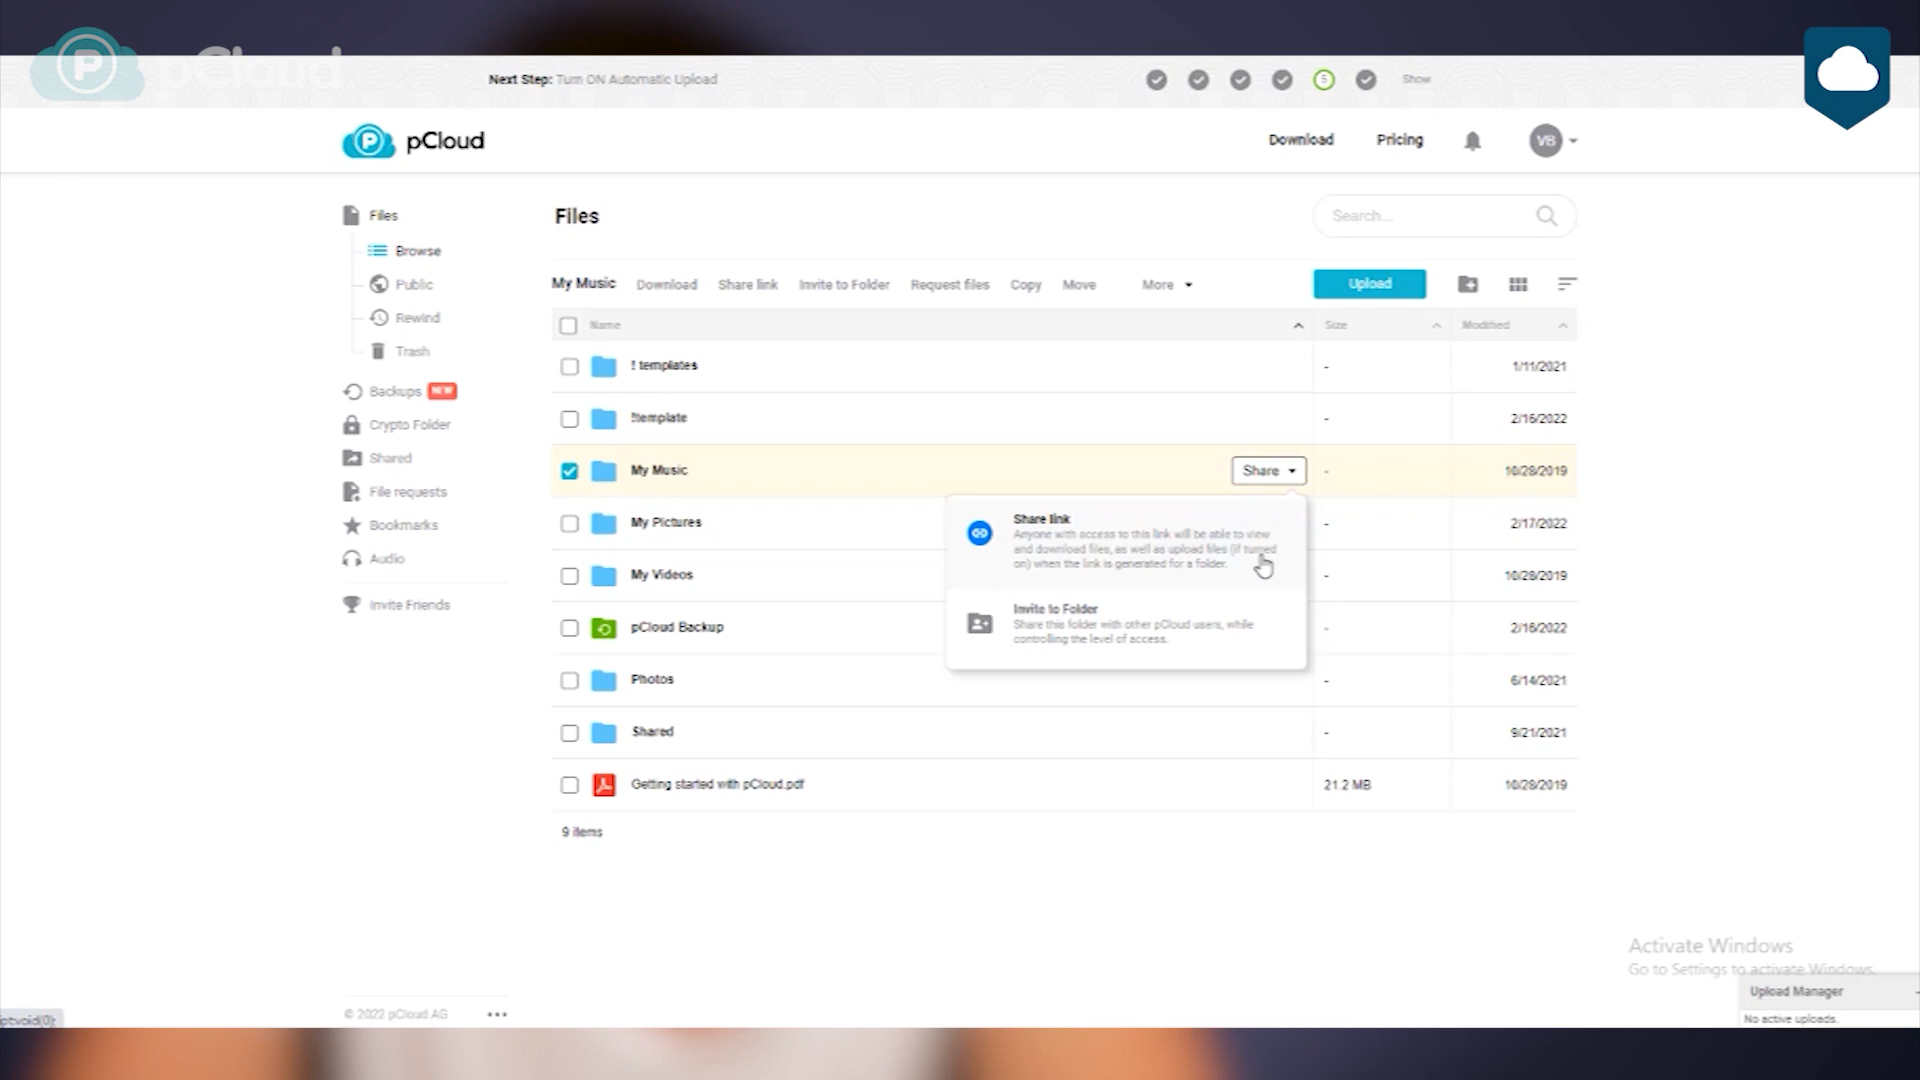 pCloud
Next Step: Turn ON Automatic Upload
5
Show
pCloud
Download
Pricing
VB
Files
Browse
Public
Rewind
Trash
Backups NEW
Crypto Folder
Shared
File requests
Bookmarks
Audio
Invite Friends
Files
Search...
My Music Download Share link Invite to Folder Request files Copy Move More Upload
Name Size Modified
! templates - 1/11/2021
!template - 2/16/2022
My Music Share - 10/28/2019
My Pictures - 2/17/2022
My Videos - 10/28/2019
pCloud Backup - 2/16/2022
Photos - 6/14/2021
Shared - 9/21/2021
Getting started with pCloud.pdf 21.2 MB 10/28/2019
Share link
Anyone with access to this link will be able to view
and download files, as well as upload files (if turned
on) when the link is generated for a folder.
Invite to Folder
Share this folder with other pCloud users, while
controlling the level of access.
9 items
Activate Windows
Go to Settings to activate Windows.
Upload Manager
No active uploads.
© 2022 pCloud AG
ipt:void(0);